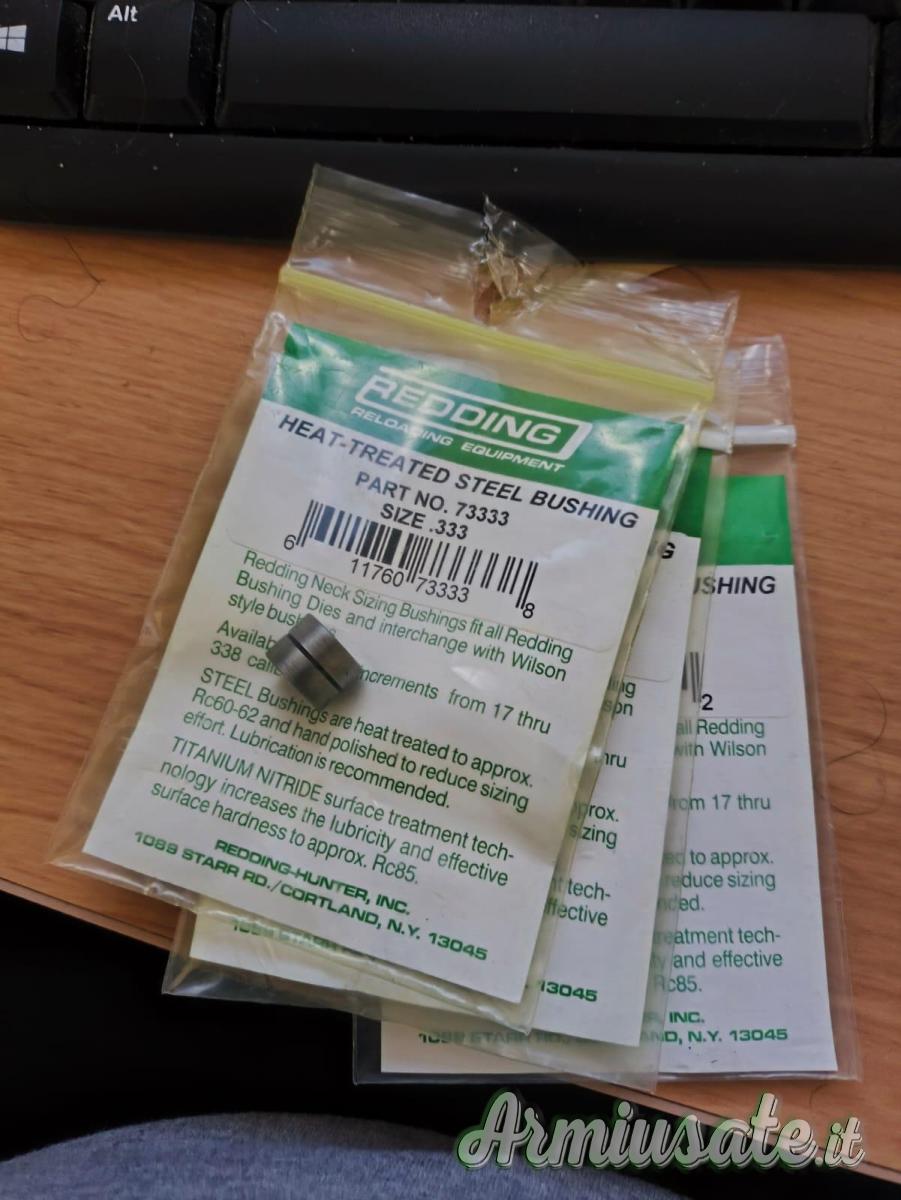 Alt
REDDING
RELOADING EQUIPMENT
HEAT-TREATED STEEL BUSHING
PART NO. 73333
SIZE .333
6 11760 73333 8
Redding Neck Sizing Bushings fit all Redding
Bushing Dies and interchange with Wilson
style
338 increments from 17 thru
STEEL Bushings are heat treated to approx.
Rc60-62 and hand polished to reduce sizing
effort. Lubrication is recommended.
TITANIUM NITRIDE surface treatment tech-
nology increases the lubricity and effective
surface hardness to approx. Rc85.
REDDING-HUNTER, INC.
1089 STARR RD./CORTLAND, N.Y. 13045
thru
13045
2
all Redding
with Wilson
from 17 thru
to approx.
reduce sizing
tech-
and effective
Rc85.
INC.
N.Y. 13045
Armiusate.it